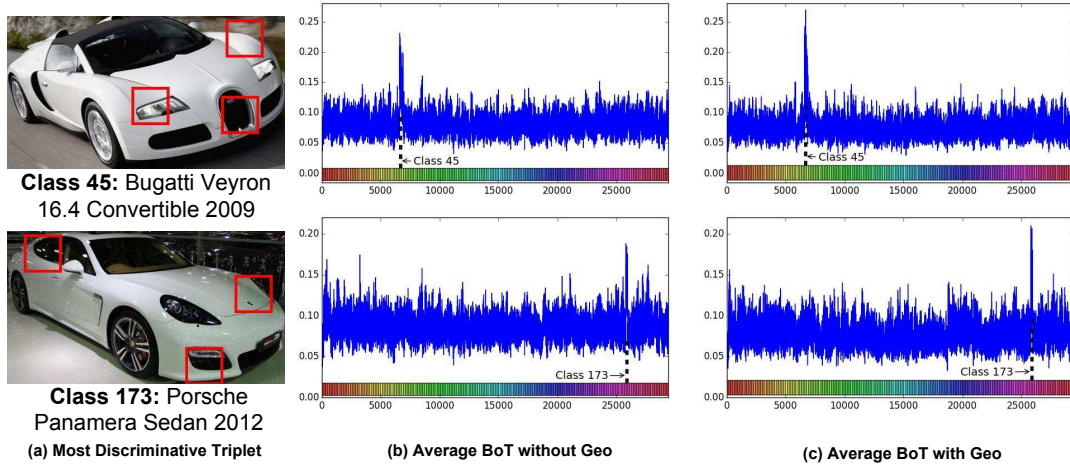 Class 45: Bugatti Veyron
16.4 Convertible 2009
Class 173: Porsche
Panamera Sedan 2012
(a) Most Discriminative Triplet
0.25
0.20
0.15
0.10
0.05
0.00
Class 45
0 5000 10000 15000 20000 25000
0.20
0.15
0.10
0.05
0.00
Class 173
0 5000 10000 15000 20000 25000
(b) Average BoT without Geo
0.25
0.20
0.15
0.10
0.05
0.00
Class 45
0 5000 10000 15000 20000 25000
0.20
0.15
0.10
0.05
0.00
Class 173
0 5000 10000 15000 20000 25000
(c) Average BoT with Geo